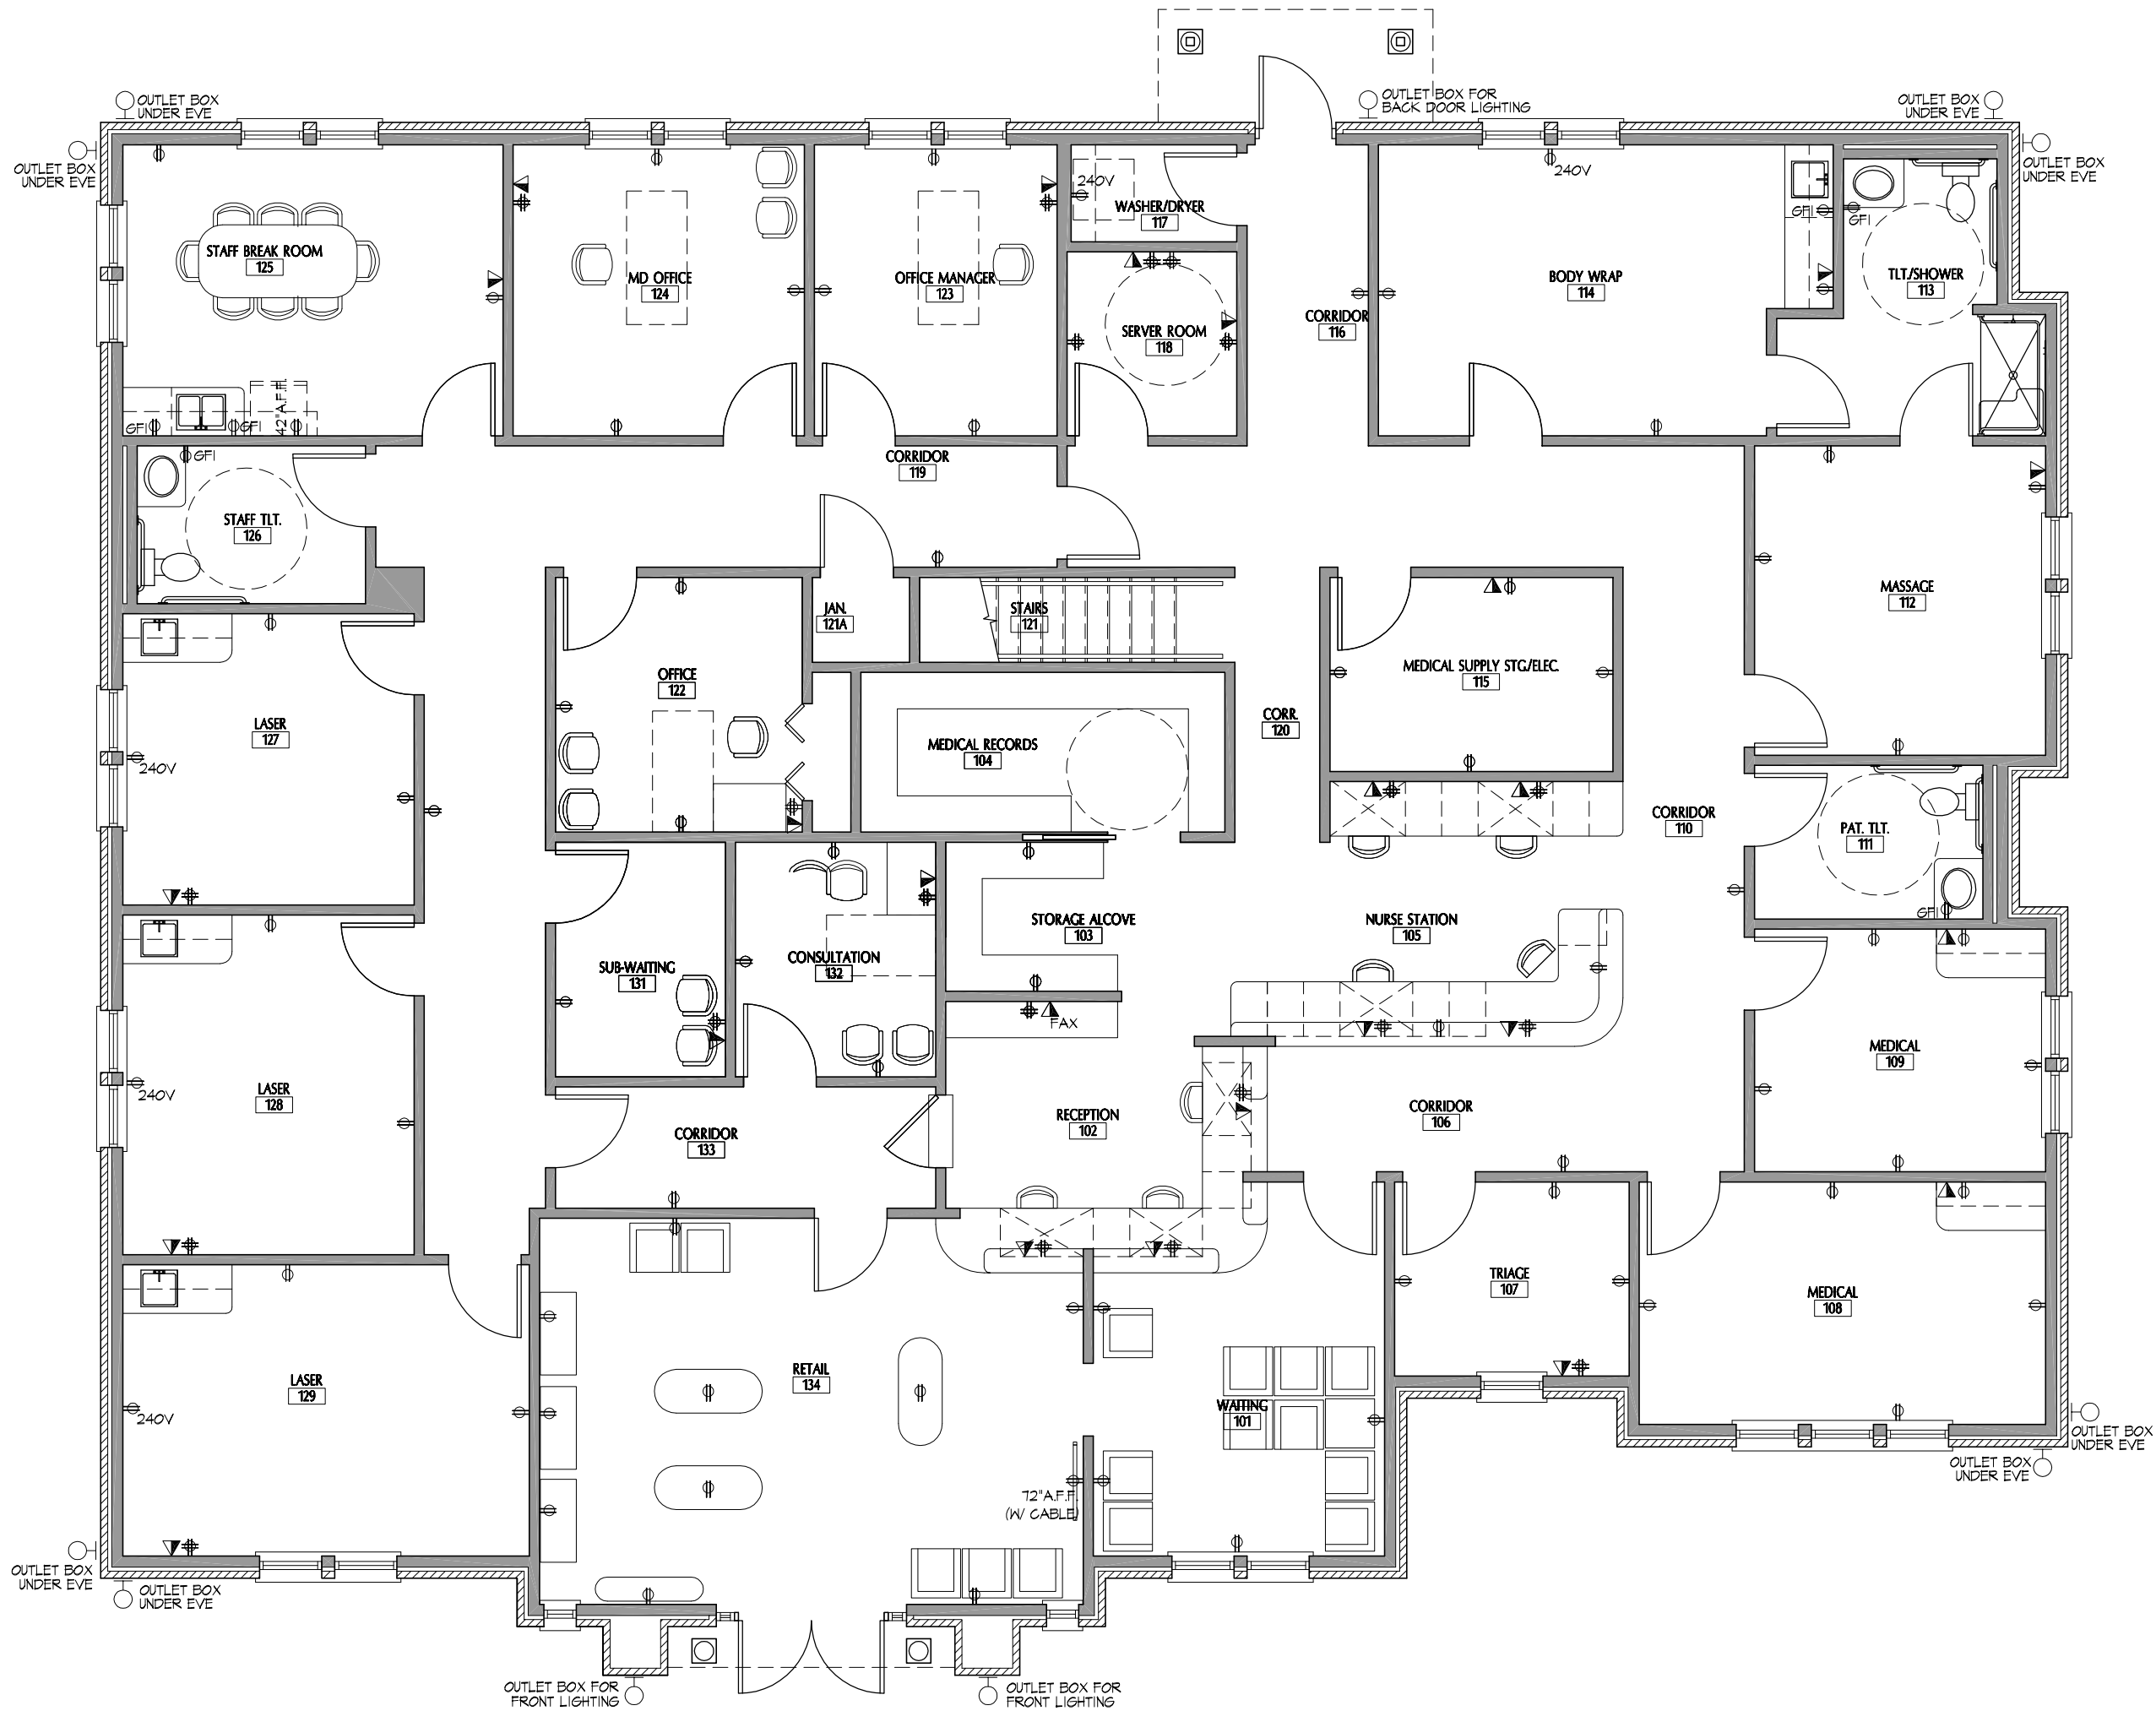 OUTLET BOX
UNDER EVE
OUTLET BOX FOR
BACK DOOR LIGHTING
OUTLET BOX
UNDER EVE
OUTLET BOX
UNDER EVE
OUTLET BOX
UNDER EVE
240V
240V
WASHER/DRYER
117
GFI
GFI
STAFF BREAK ROOM
125
MD OFFICE
124
OFFICE MANAGER
123
BODY WRAP
114
TLT/SHOWER
113
CORRIDOR
116
SERVER ROOM
118
42"A.F.F.
GFI
GFI
GFI
CORRIDOR
119
STAFF TLT.
126
JAN.
121A
STAIRS
121
MASSAGE
112
MEDICAL SUPPLY STG/ELEC.
115
OFFICE
122
LASER
127
240V
MEDICAL RECORDS
104
CORR.
120
CORRIDOR
110
PAT. TLT.
111
GFI
STORAGE ALCOVE
103
NURSE STATION
105
SUB-WAITING
131
CONSULTATION
132
FAX
MEDICAL
109
LASER
128
240V
CORRIDOR
133
RECEPTION
102
CORRIDOR
106
TRIAGE
107
MEDICAL
108
LASER
129
240V
RETAIL
134
WAITING
101
72"A.F.F.
(W/ CABLE)
OUTLET BOX
UNDER EVE
OUTLET BOX
UNDER EVE
OUTLET BOX
UNDER EVE
OUTLET BOX
UNDER EVE
OUTLET BOX FOR
FRONT LIGHTING
OUTLET BOX FOR
FRONT LIGHTING